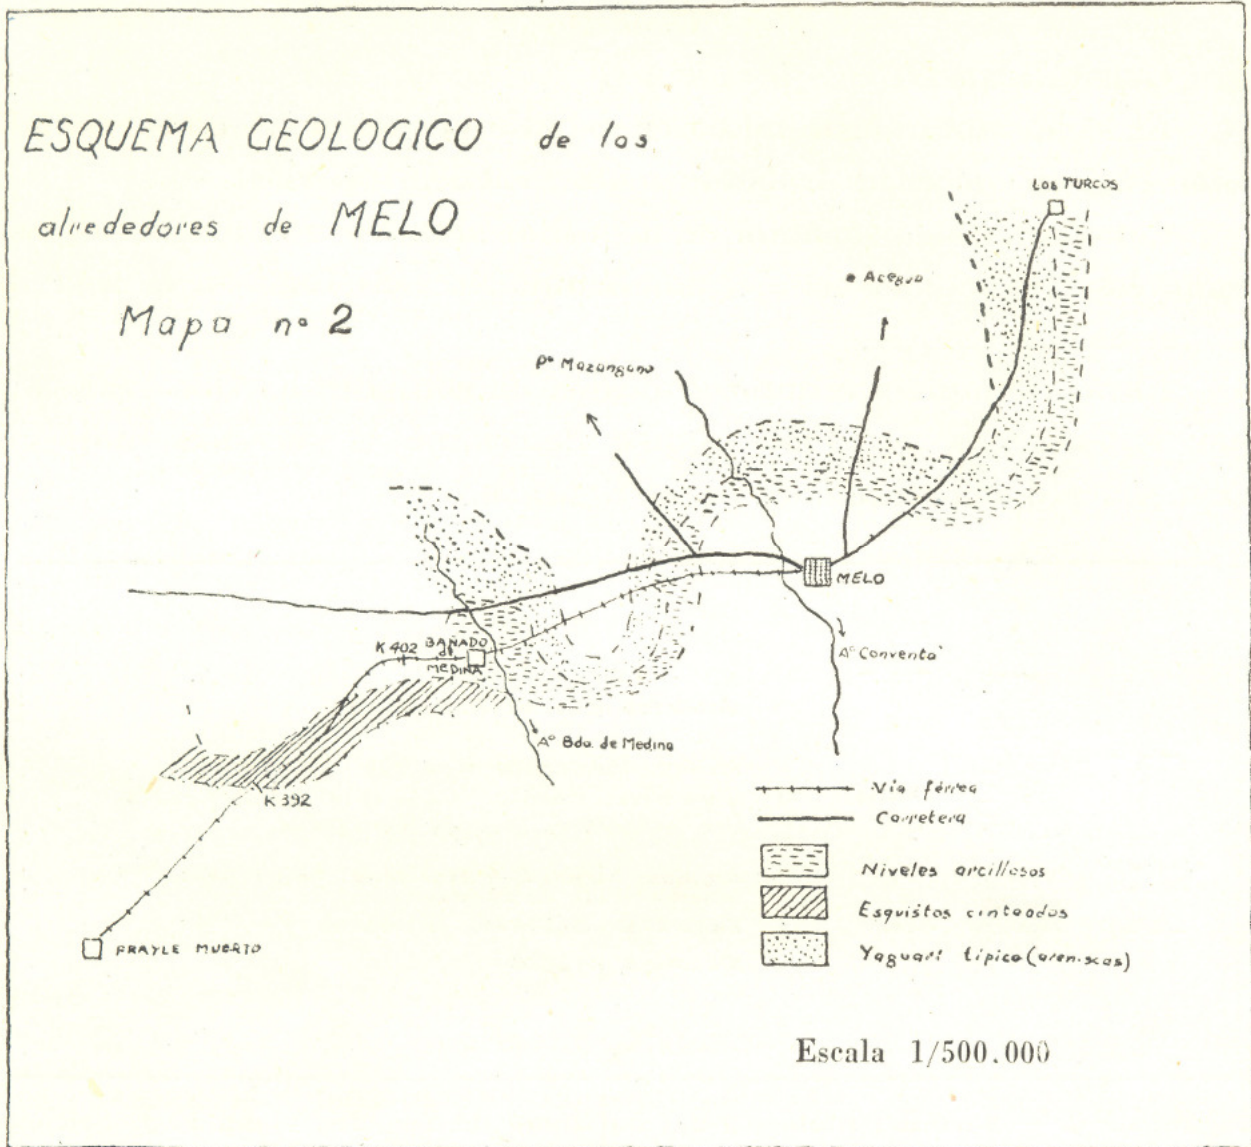 ESQUEMA GEOLOGICO de los
alrededores de MELO
Mapa nº 2
LOS TURCOS
Acegua
Pº Mazangano
MELO
K 402
BAÑADO
de
MEDINA
Aº Conventa
Aº Bdo. de Medina
K 392
FRAYLE MUERTO
Vía férrea
Carretera
Niveles arcillosos
Esquistos cinteados
Yaguarí típico (areniscas)
Escala 1/500.000